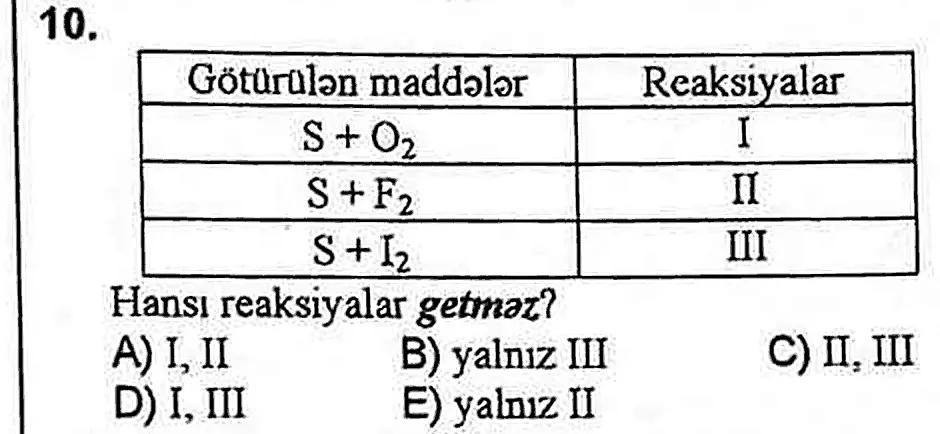 10.
Götürülən maddələr Reaksiyalar
S + O₂ I
S + F₂ II
S + I₂ III
Hansı reaksiyalar getməz?
A) I, II B) yalnız III C) II, III
D) I, III E) yalnız II